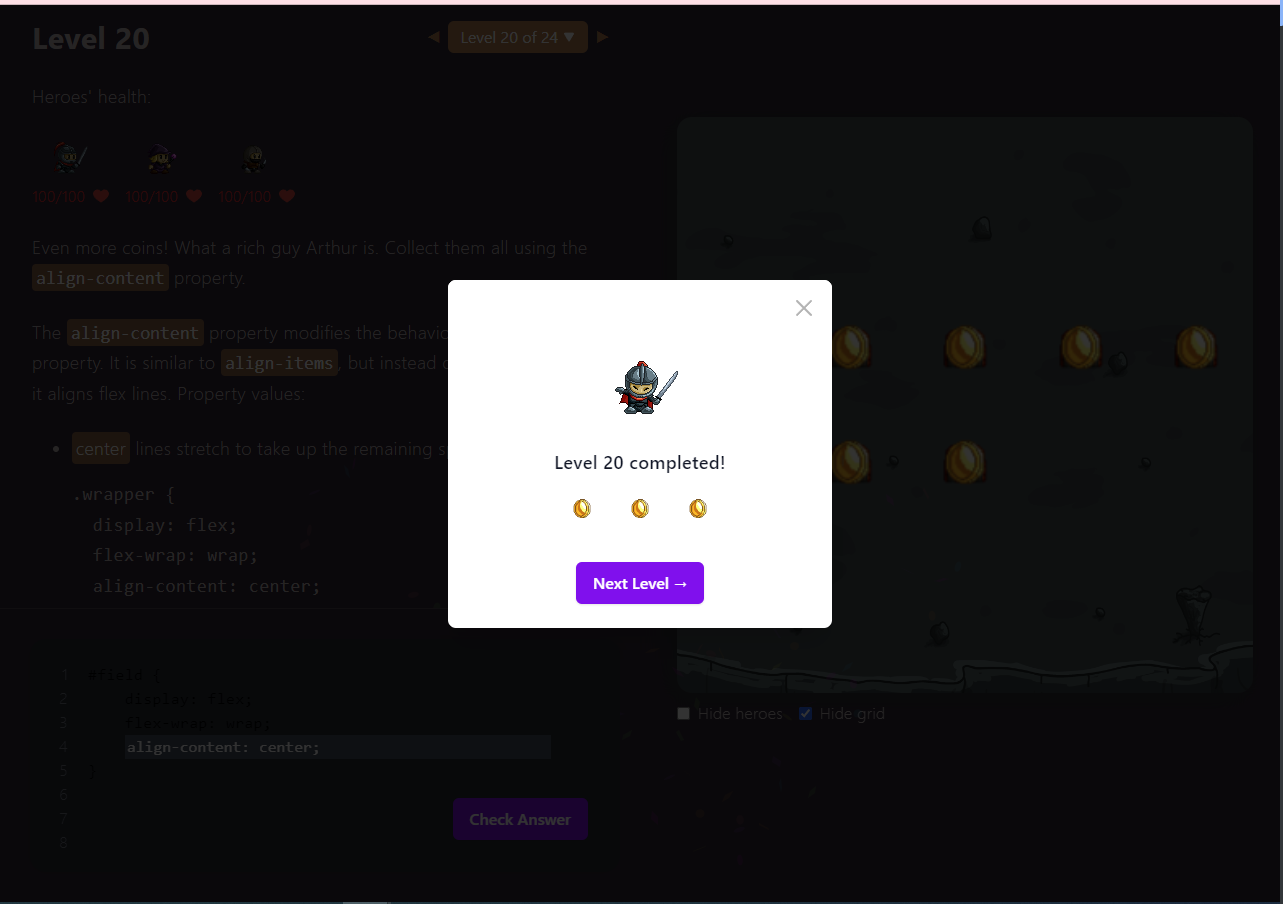 Level 20
◀ Level 20 of 24 ▼ ▶
Heroes' health:
100/100 100/100 100/100
Even more coins! What a rich guy Arthur is. Collect them all using the
align-content property.
The align-content property modifies the behavio
property. It is similar to align-items, but instead
it aligns flex lines. Property values:
• center lines stretch to take up the remaining
.wrapper {
display: flex;
flex-wrap: wrap;
align-content: center;
Level 20 completed!
Next Level →
1 #field {
2 display: flex;
3 flex-wrap: wrap;
4 align-content: center;
5 }
6
7
8
Check Answer
Hide heroes Hide grid